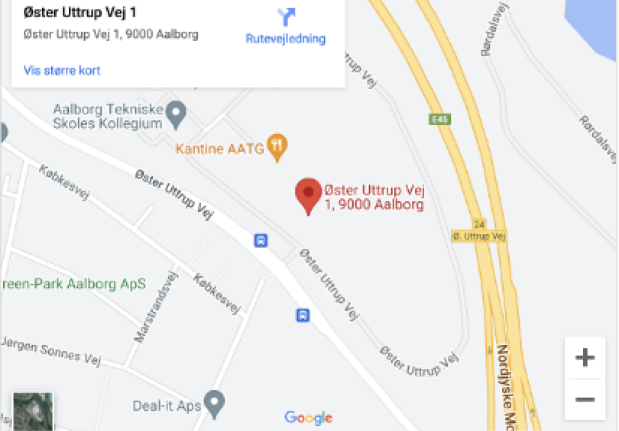 Øster Uttrup Vej 1
Øster Uttrup Vej 1, 9000 Aalborg
Rutevejledning
Vis større kort
Rørdalsvej
Uttrup Vej
E45
Aalborg Tekniske
Skoles Kollegium
Kantine AATG
Rørdalsvej
Købkesvej
Øster Uttrup Vej
Øster Uttrup Vej
1, 9000 Aalborg
24
Ø. Uttrup Vej
Øster Uttrup Vej
reen-Park Aalborg ApS
Købkesvej
Marstrandsvej
Jørgen Sonnes Vej
Øster Uttrup Vej
Nordjyske Mo
Deal-it Aps
Google
+
−